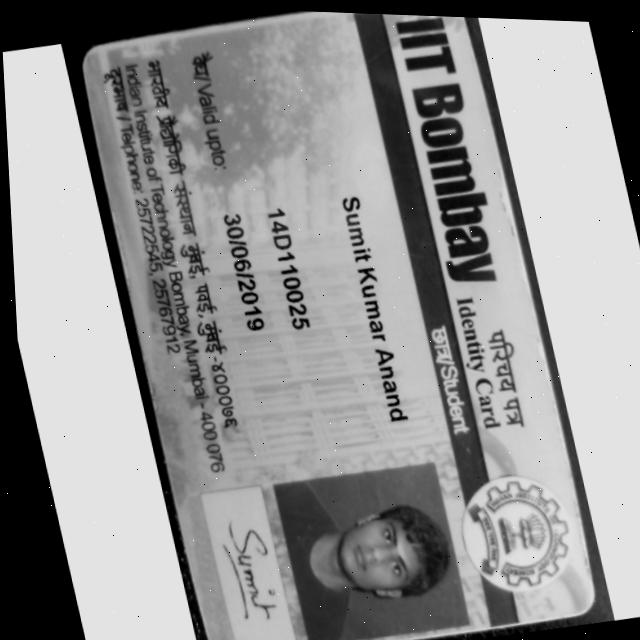 IIT Bombay
परिचय पत्र
Identity Card
छात्र/Student
Sumit Kumar Anand
14D110025
30/06/2019
वैध/Valid upto:
भारतीय प्रौद्योगिकी संस्थान मुंबई, पवई, मुंबई - ४०००७६
Indian Institute of Technology Bombay, Mumbai - 400 076
दूरभाष / Telephone: 25722545, 25767912
Sumit